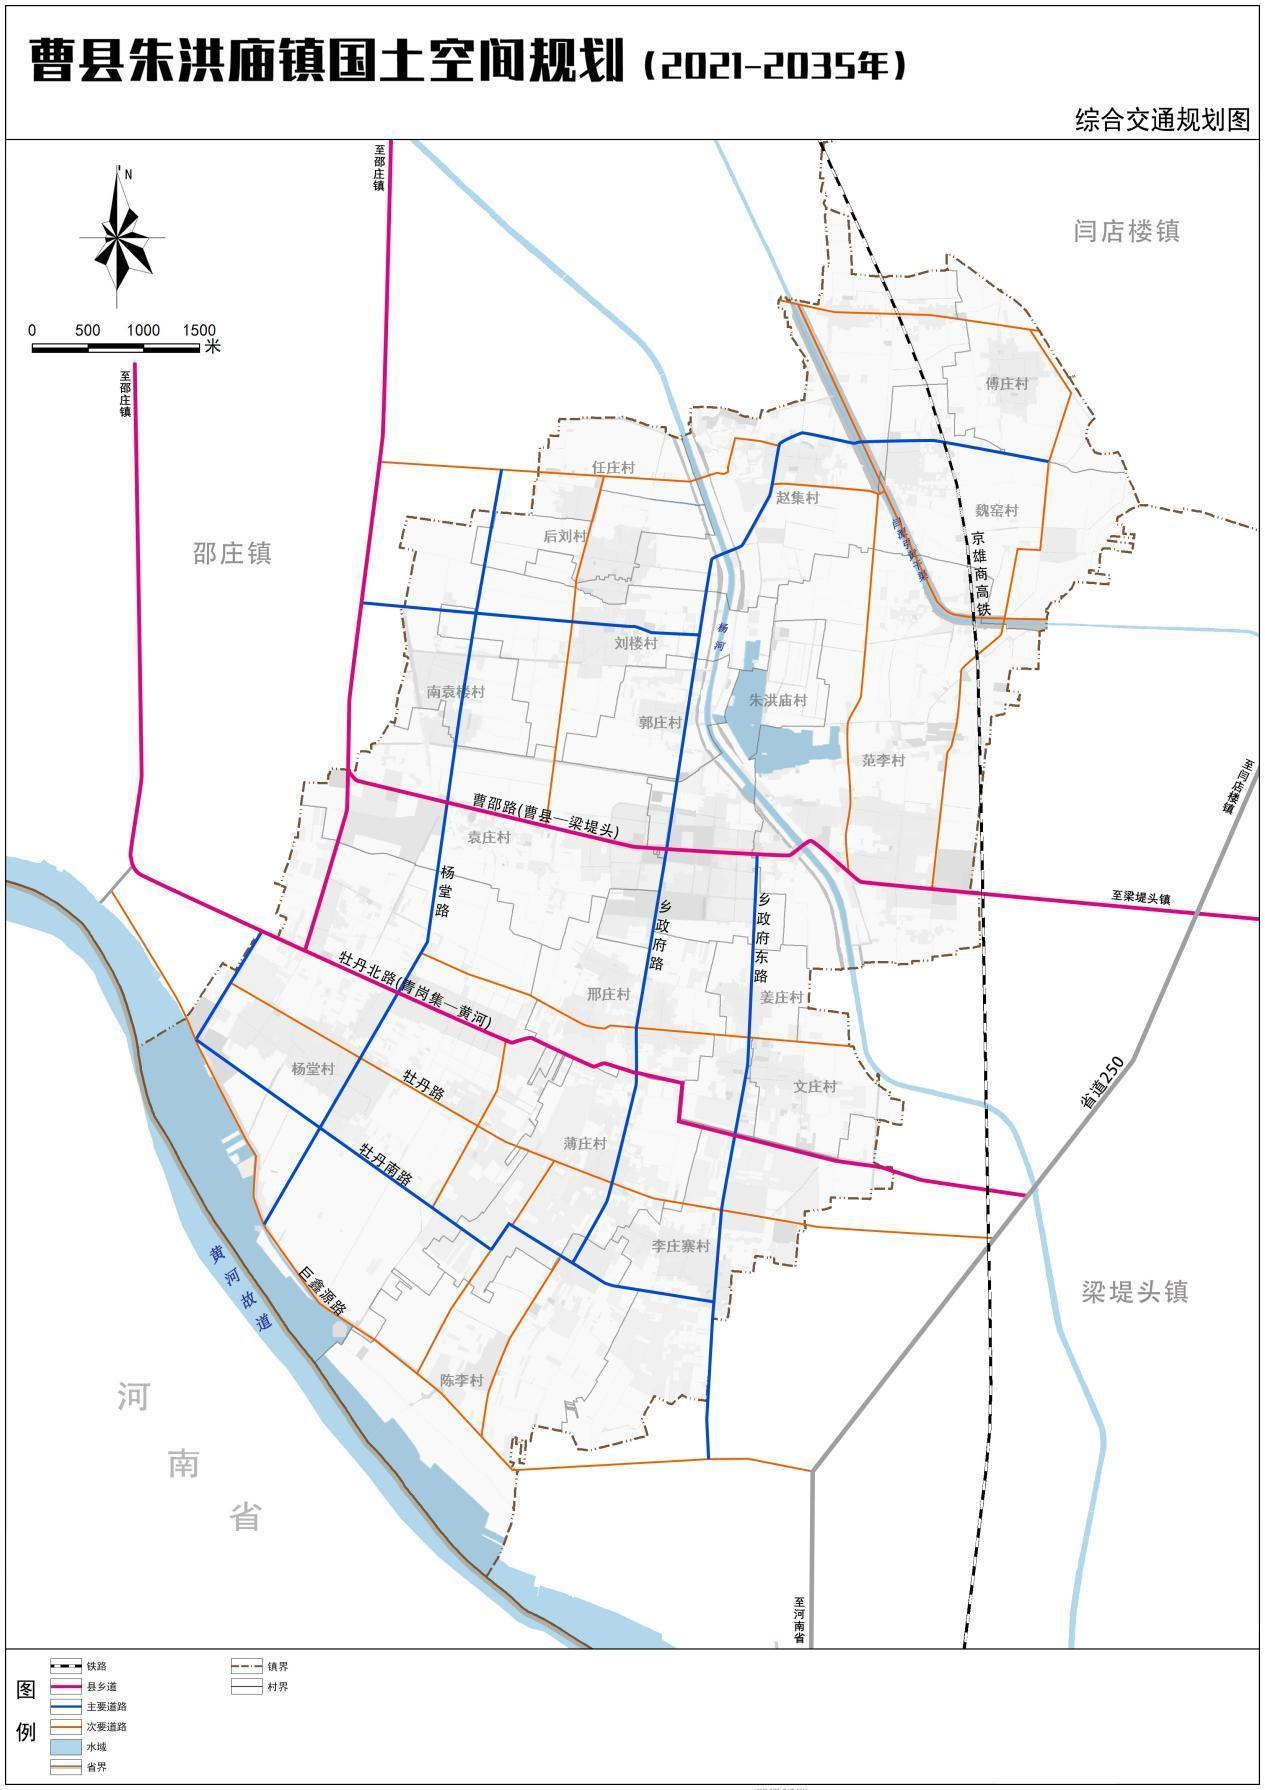 曹县朱洪庙镇国土空间规划（2021-2035年）
综合交通规划图
N
0 500 1000 1500
米
至邵庄镇
至邵庄镇
闫店楼镇
邵庄镇
傅庄村
任庄村
赵集村
魏窑村
后刘村
京雄商高铁
杨河
刘楼村
南袁楼村
朱洪庙村
郭庄村
范李村
至闫店楼镇
曹邵路(曹县—梁堤头)
袁庄村
杨堂路
乡政府路
乡政府东路
至梁堤头镇
牡丹北路(青岗集—黄河)
邢庄村
姜庄村
杨堂村
牡丹路
文庄村
省道250
薄庄村
牡丹南路
李庄寨村
黄河故道
巨鑫源路
梁堤头镇
陈李村
河南省
至河南省
图例
铁路
县乡道
主要道路
次要道路
水域
省界
镇界
村界